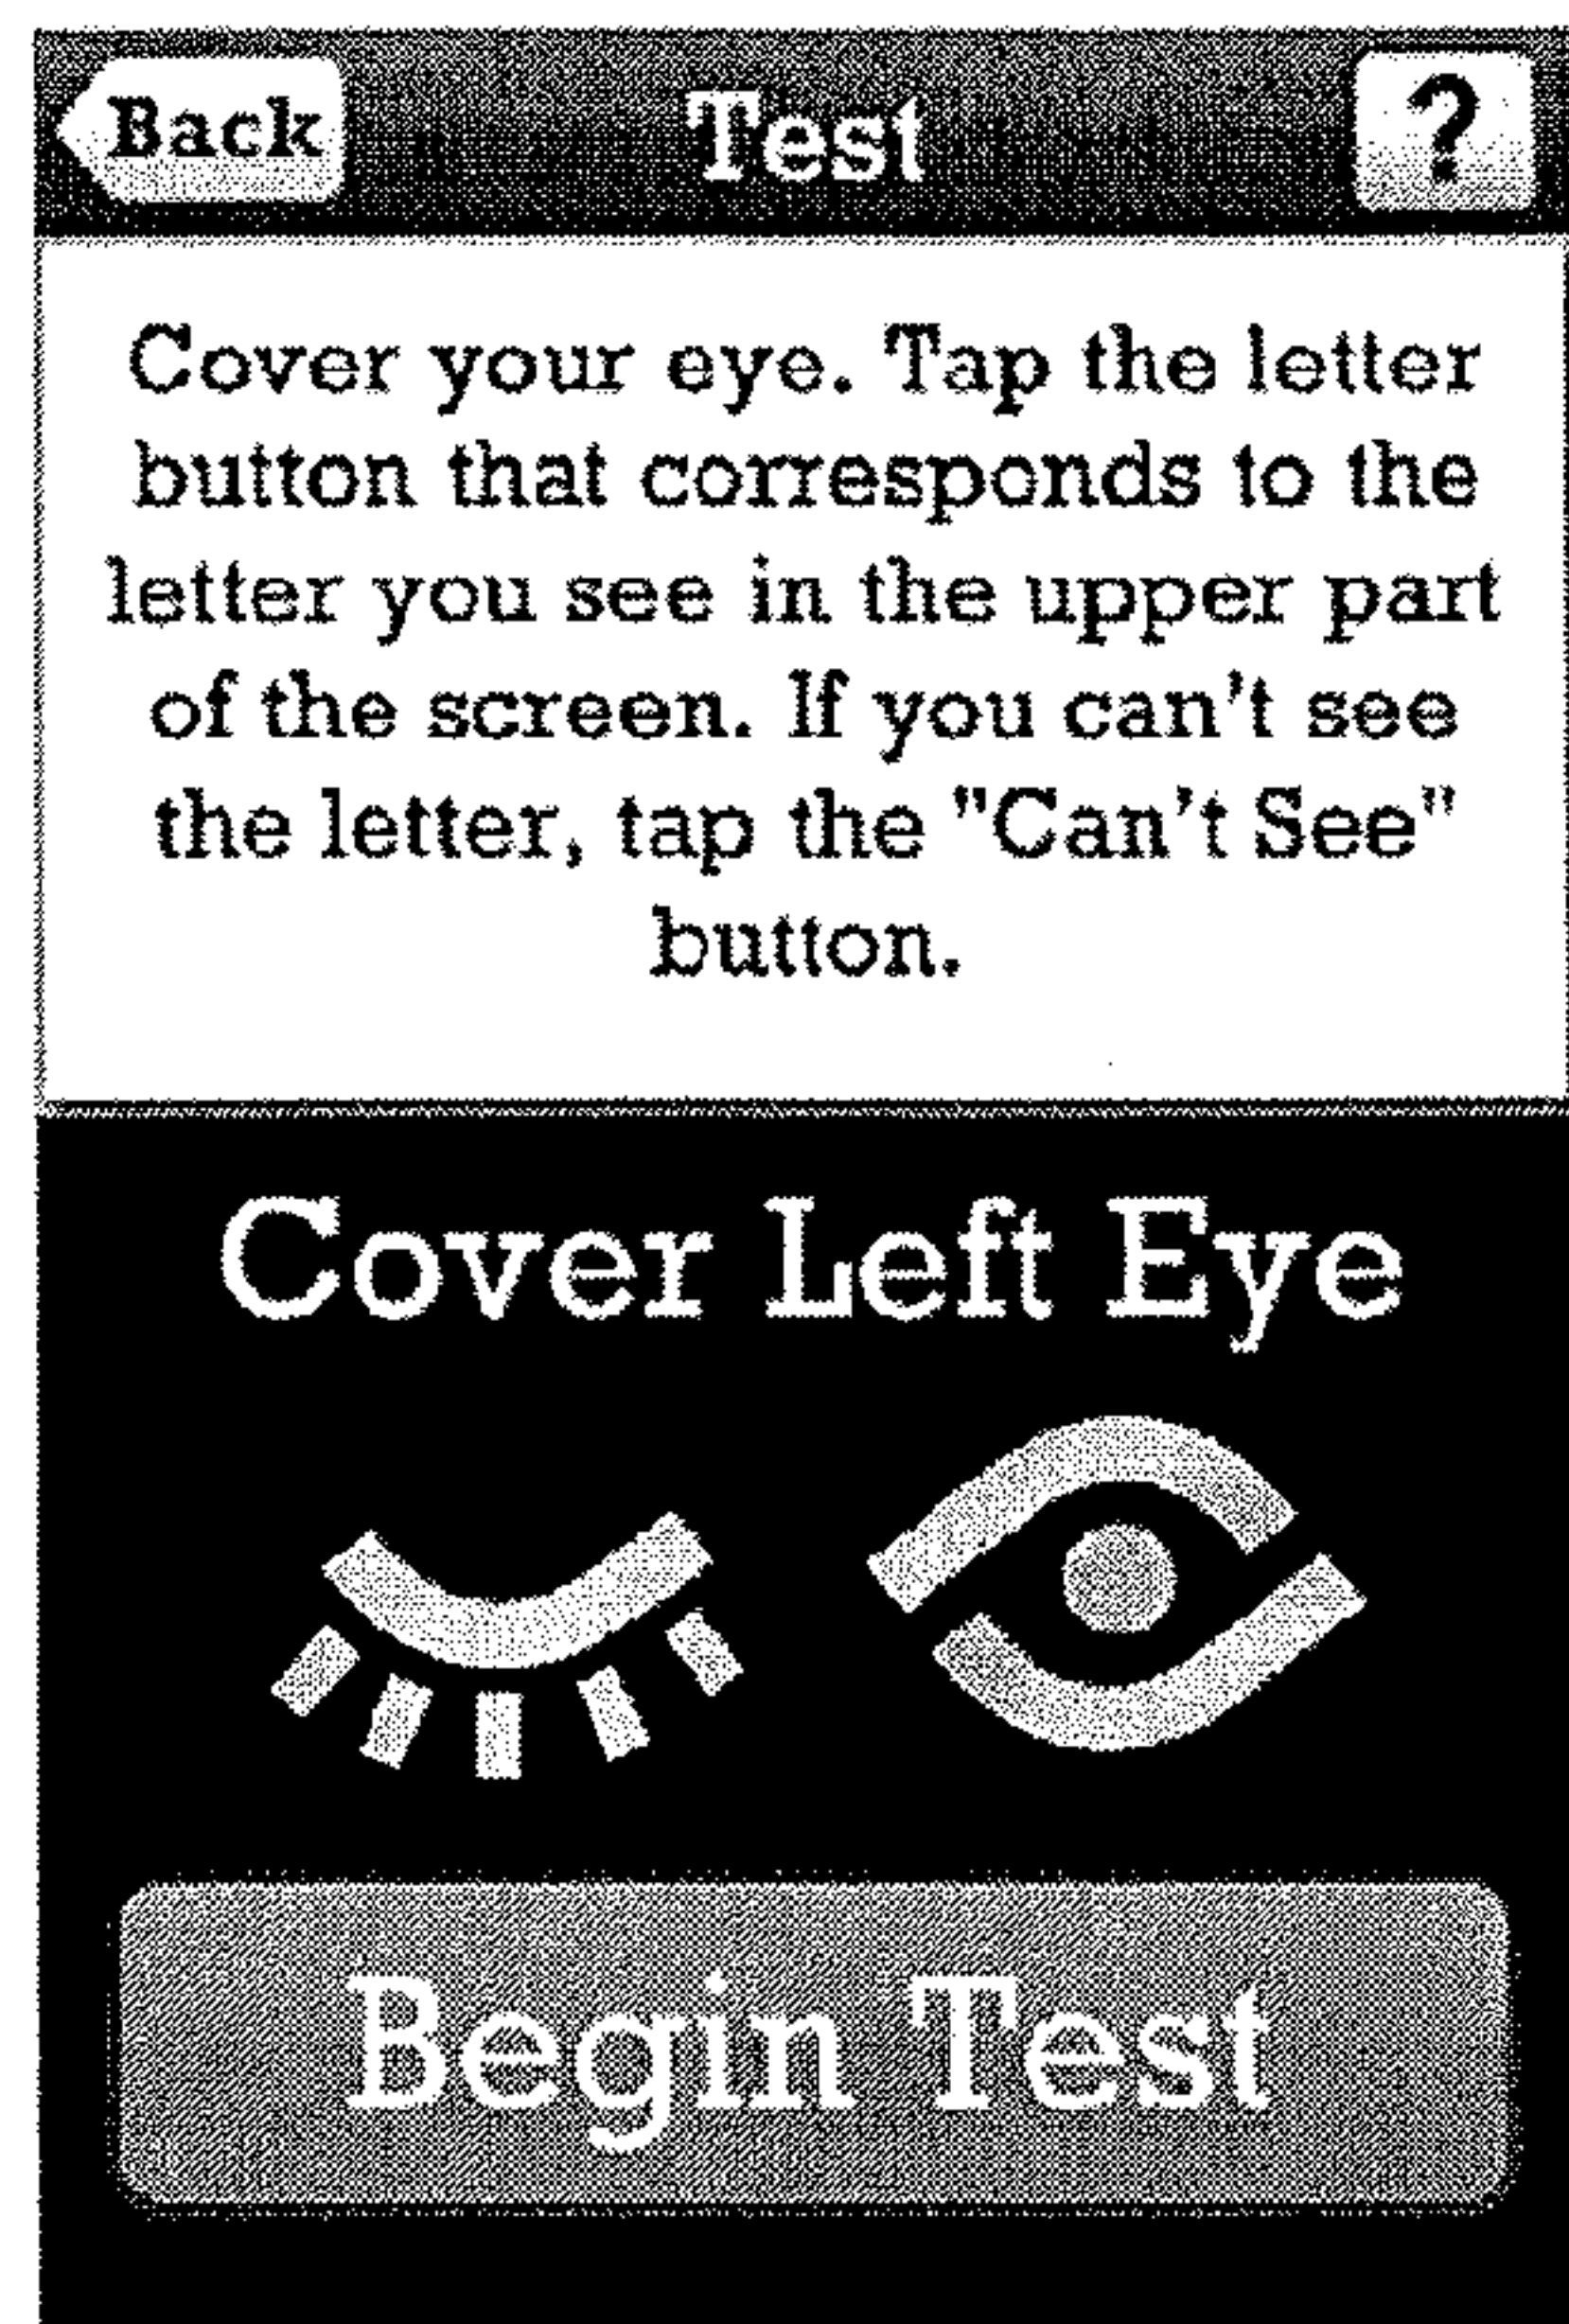 Back Test ?
Cover your eye. Tap the letter
button that corresponds to the
letter you see in the upper part
of the screen. If you can't see
the letter, tap the "Can't See"
button.
Cover Left Eye
Begin Test